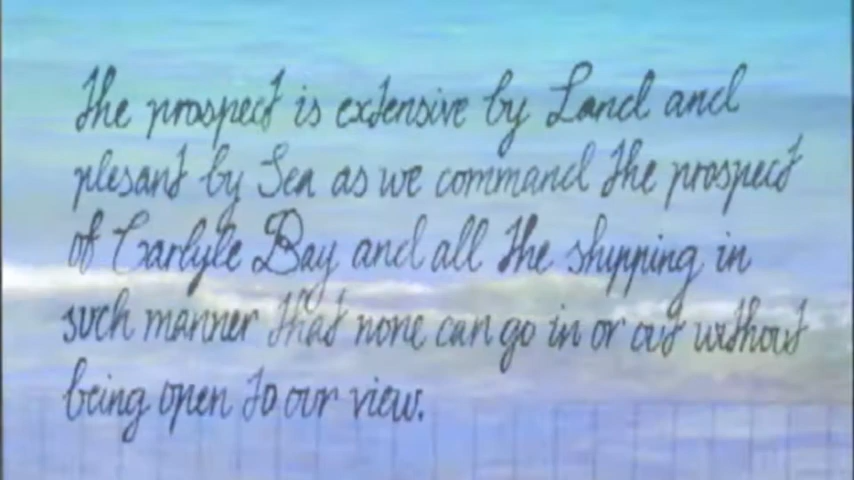 The prospect is extensive by Land and
plesant by Sea as we command the prospect
of Carlyle Bay and all the shipping in
such manner that none can go in or out without
being open to our view.